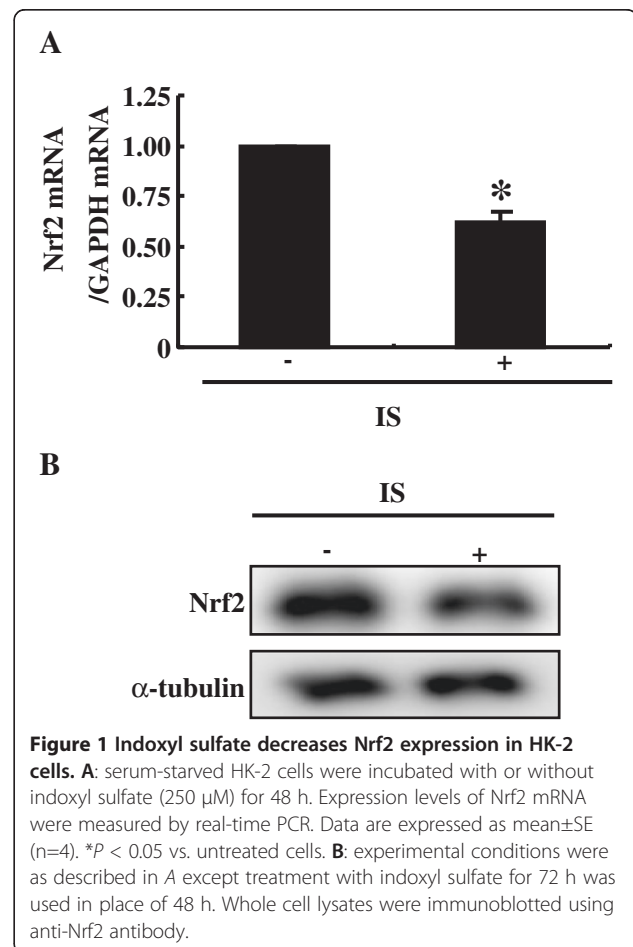 A
Nrf2 mRNA
/GAPDH mRNA
1.25
1.00
0.75
0.50
0.25
0
*
- +
IS
B
IS
- +
Nrf2
α-tubulin
Figure 1 Indoxyl sulfate decreases Nrf2 expression in HK-2
cells. A: serum-starved HK-2 cells were incubated with or without
indoxyl sulfate (250 μM) for 48 h. Expression levels of Nrf2 mRNA
were measured by real-time PCR. Data are expressed as mean±SE
(n=4). *P < 0.05 vs. untreated cells. B: experimental conditions were
as described in A except treatment with indoxyl sulfate for 72 h was
used in place of 48 h. Whole cell lysates were immunoblotted using
anti-Nrf2 antibody.